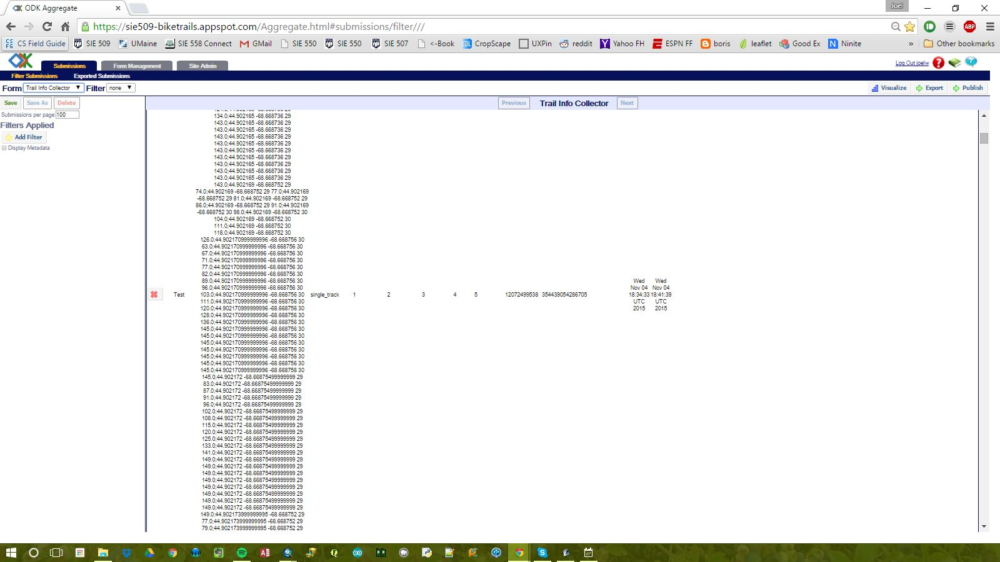 ODK Aggregate
Joel
https://sie509-biketrails.appspot.com/Aggregate.html#submissions/filter///
CS Field Guide SIE 509 UMaine SIE 558 Connect GMail SIE 550 SIE 550 SIE 507 <-Book CropScape UXPin reddit Yahoo FH ESPN FF boris leaflet Good Ex Ninite » Other bookmarks
Submissions Form Management Site Admin
Log Out joelw
Filter Submissions Exported Submissions
Form Trail Info Collector Filter none
Visualize Export Publish
Save Save As Delete
Previous Trail Info Collector Next
Submissions per page 100
Filters Applied
Add Filter
Display Metadata
134.0;44.902165 -68.668736 29
143.0;44.902165 -68.668736 29
143.0;44.902165 -68.668736 29
143.0;44.902165 -68.668736 29
143.0;44.902165 -68.668736 29
143.0;44.902165 -68.668736 29
143.0;44.902165 -68.668736 29
143.0;44.902165 -68.668736 29
143.0;44.902165 -68.668736 29
143.0;44.902165 -68.668736 29
143.0;44.902169 -68.668752 29
74.0;44.902169 -68.668752 29 77.0;44.902169
-68.668752 29 81.0;44.902169 -68.668752 29
86.0;44.902169 -68.668752 29 91.0;44.902169
-68.668752 30 98.0;44.902169 -68.668752 30
104.0;44.902169 -68.668752 30
111.0;44.902169 -68.668752 30
118.0;44.902169 -68.668752 30
126.0;44.902170999999996 -68.668756 30
63.0;44.902170999999996 -68.668756 30
67.0;44.902170999999996 -68.668756 30
71.0;44.902170999999996 -68.668756 30
77.0;44.902170999999996 -68.668756 30
82.0;44.902170999999996 -68.668756 30
89.0;44.902170999999996 -68.668756 30
96.0;44.902170999999996 -68.668756 30
Test 103.0;44.902170999999996 -68.668756 30 single_track 1 2 3 4 5 12072499538 354439054286705
Wed Wed
Nov 04 Nov 04
18:34:33 18:41:39
UTC UTC
2015 2015
111.0;44.902170999999996 -68.668756 30
120.0;44.902170999999996 -68.668756 30
128.0;44.902170999999996 -68.668756 30
136.0;44.902170999999996 -68.668756 30
145.0;44.902170999999996 -68.668756 30
145.0;44.902170999999996 -68.668756 30
145.0;44.902170999999996 -68.668756 30
145.0;44.902170999999996 -68.668756 30
145.0;44.902170999999996 -68.668756 30
145.0;44.902170999999996 -68.668756 30
145.0;44.902170999999996 -68.668756 30
145.0;44.902172 -68.66875499999999 29
83.0;44.902172 -68.66875499999999 29
87.0;44.902172 -68.66875499999999 29
91.0;44.902172 -68.66875499999999 29
96.0;44.902172 -68.66875499999999 29
102.0;44.902172 -68.66875499999999 29
108.0;44.902172 -68.66875499999999 29
115.0;44.902172 -68.66875499999999 29
120.0;44.902172 -68.66875499999999 29
125.0;44.902172 -68.66875499999999 29
133.0;44.902172 -68.66875499999999 29
141.0;44.902172 -68.66875499999999 29
149.0;44.902172 -68.66875499999999 29
149.0;44.902172 -68.66875499999999 29
149.0;44.902172 -68.66875499999999 29
149.0;44.902172 -68.66875499999999 29
149.0;44.902172 -68.66875499999999 29
149.0;44.902172 -68.66875499999999 29
149.0;44.902172 -68.66875499999999 29
149.0;44.902172 -68.66875499999999 29
149.0;44.902173999999995 -68.668752 29
77.0;44.902173999999995 -68.668752 29
79.0;44.902173999999995 -68.668752 29